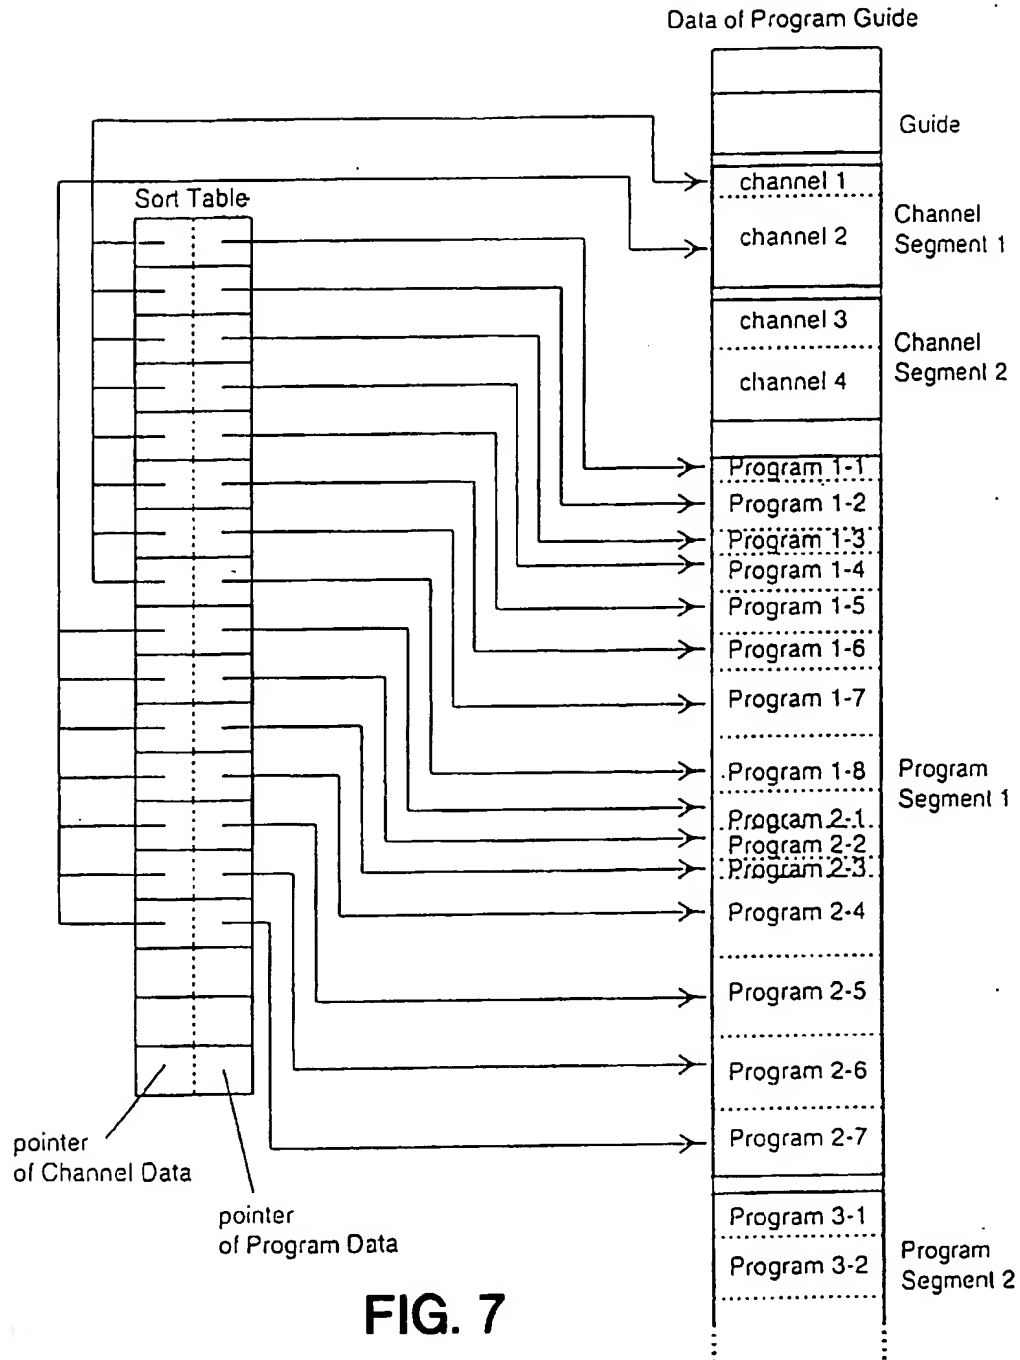 Data of Program Guide
Guide
channel 1
Sort Table
channel 2
Channel
Segment 1
channel 3
channel 4
Channel
Segment 2
Program 1-1
Program 1-2
Program 1-3
Program 1-4
Program 1-5
Program 1-6
Program 1-7
Program 1-8
Program
Segment 1
Program 2-1
Program 2-2
Program 2-3
Program 2-4
Program 2-5
Program 2-6
Program 2-7
pointer
of Channel Data
pointer
of Program Data
Program 3-1
Program 3-2
Program
Segment 2
FIG. 7